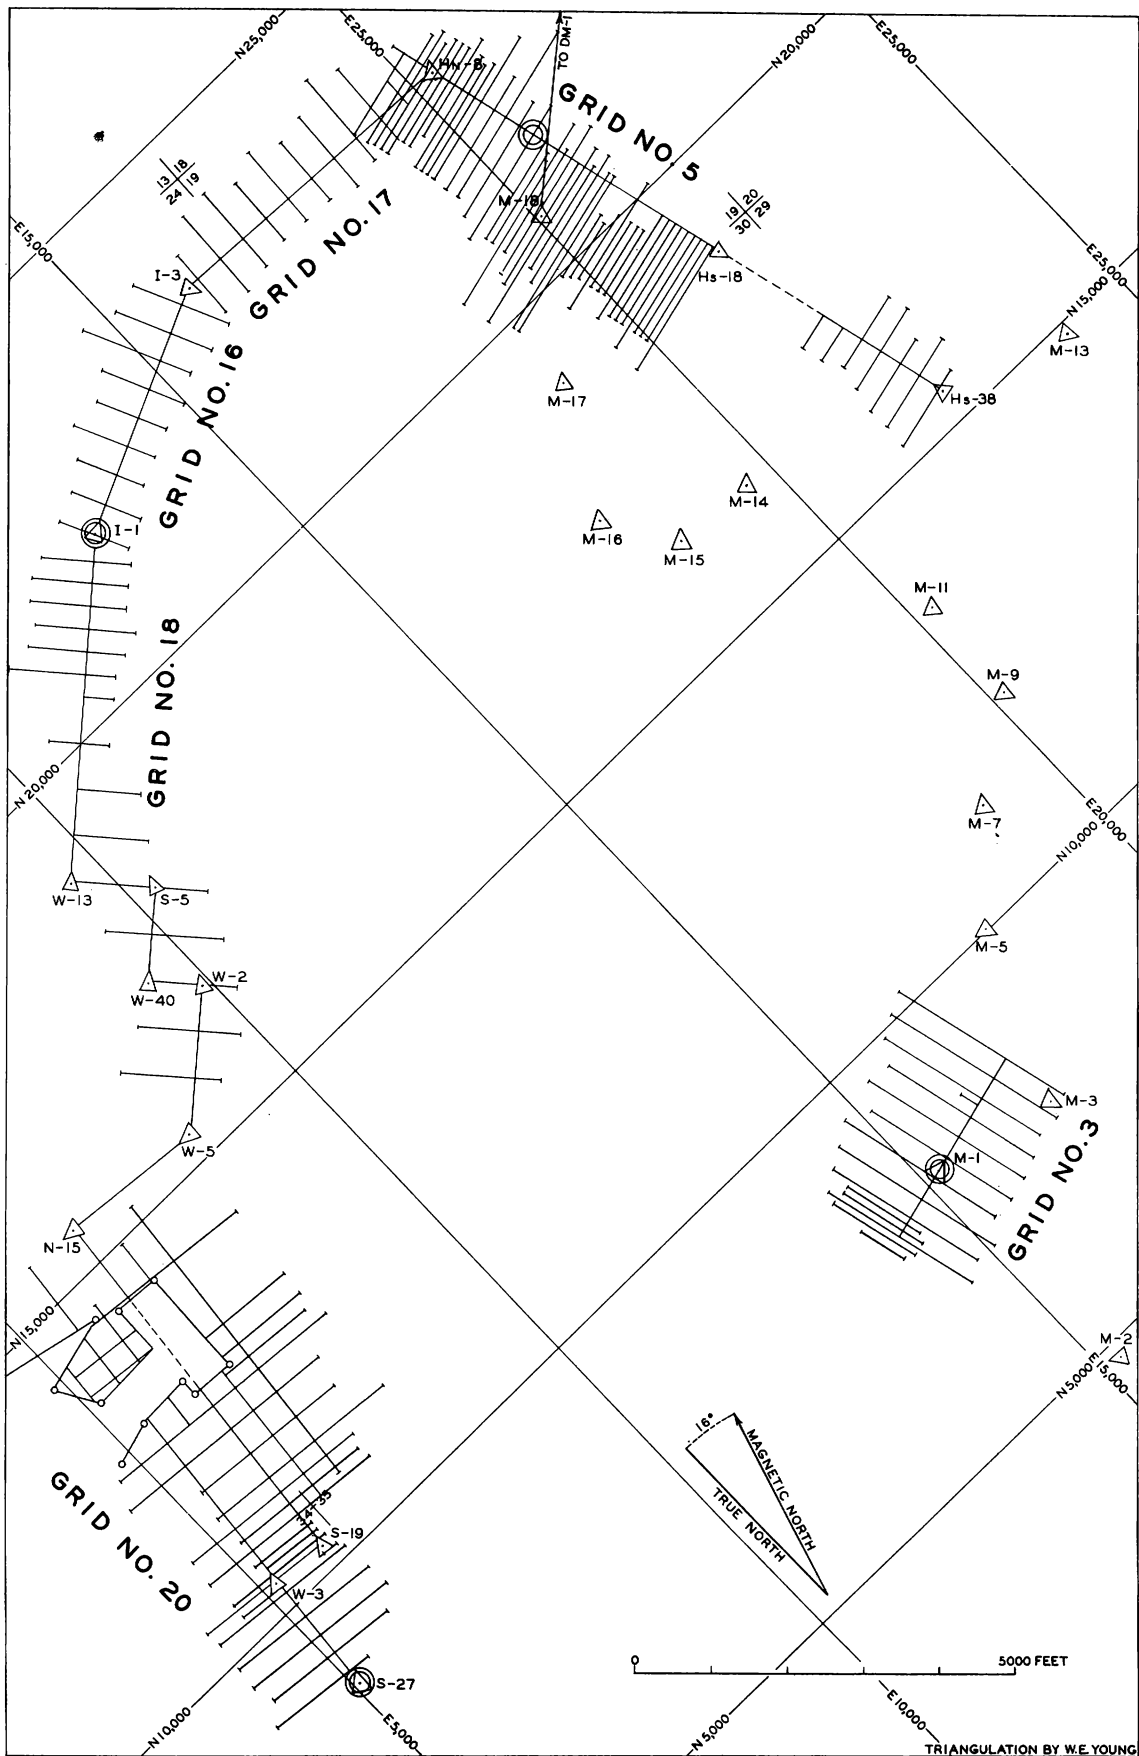 N25,000
E25,000
TO DM-1
N20,000
E25,000
HN-8
GRID NO. 5
13 18
24 19
M-18
19 20
30 29
E15,000
I-3
GRID NO. 17
Hs-18
E25,000
N15,000
M-13
GRID NO. 16
M-17
Hs-38
M-14
I-1
M-16
M-15
M-11
GRID NO. 18
M-9
N20,000
M-7
E20,000
N10,000
W-13
S-5
M-5
W-40
W-2
M-3
W-5
M-1
GRID NO. 3
N-15
N15,000
M-2
E15,000
N5,000
16°
MAGNETIC NORTH
TRUE NORTH
GRID NO. 20
34-35
S-19
W-3
0 5000 FEET
S-27
N10,000
E5,000
N5,000
E10,000
TRIANGULATION BY W.E. YOUNG